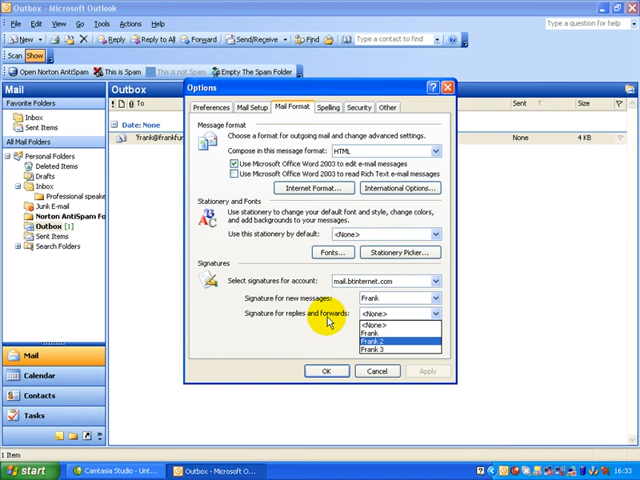 Outbox - Microsoft Outlook
File Edit View Go Tools Actions Help
Type a question for help
New Reply Reply to All Forward Send/Receive Find Type a contact to find
Scan Show
Open Norton AntiSpam This is Spam This is not Spam Empty The Spam Folder
Mail
Favorite Folders
Inbox
Sent Items
All Mail Folders
Personal Folders
Deleted Items
Drafts
Inbox
Professional speake
Junk E-mail
Norton AntiSpam Fo
Outbox [1]
Sent Items
Search Folders
Mail
Calendar
Contacts
Tasks
1 Item
Outbox
To
Sent
Size
Date: None
'frank@frankfur
None
4 KB
Options
Preferences Mail Setup Mail Format Spelling Security Other
Message format
Choose a format for outgoing mail and change advanced settings.
Compose in this message format: HTML
Use Microsoft Office Word 2003 to edit e-mail messages
Use Microsoft Office Word 2003 to read Rich Text e-mail messages
Internet Format... International Options...
Stationery and Fonts
Use stationery to change your default font and style, change colors,
and add backgrounds to your messages.
Use this stationery by default: <None>
Fonts... Stationery Picker...
Signatures
Select signatures for account: mail.btinternet.com
Signature for new messages: Frank
Signature for replies and forwards: <None>
<None>
Frank
Frank 2
Frank 3
OK Cancel Apply
start
Camtasia Studio - Unt...
Outbox - Microsoft O...
16:33